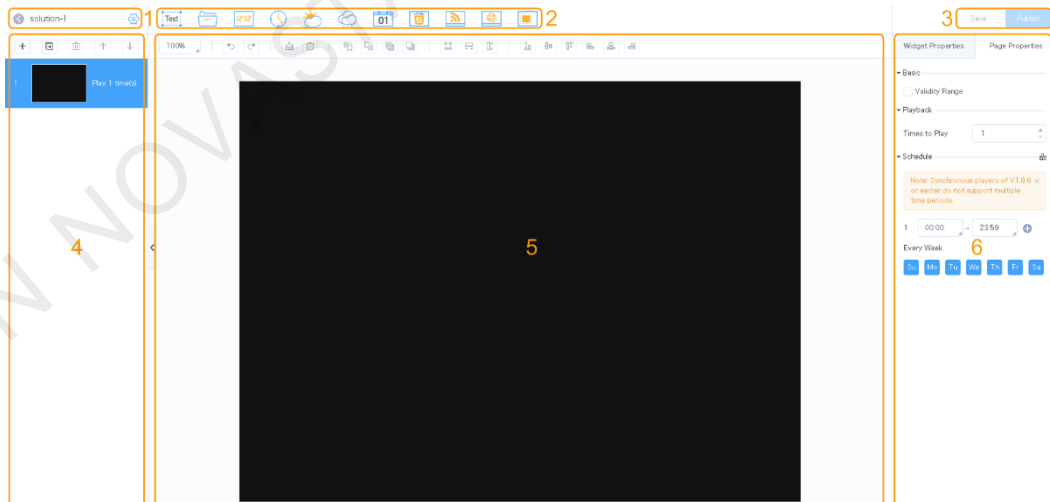 solution-1
1
Text
12:12
01
2
3
Save
Publish
100%
Widget Properties
Page Properties
1
Play 1 time(s)
Basic
Validity Range
Playback
Times to Play
1
Schedule
Note: Synchronous players of V1.8.0
or earlier do not support multiple
time periods.
1 00:00 - 23:59
Every Week
Su Mo Tu We Th Fr Sa
4
5
6
N NOVAST